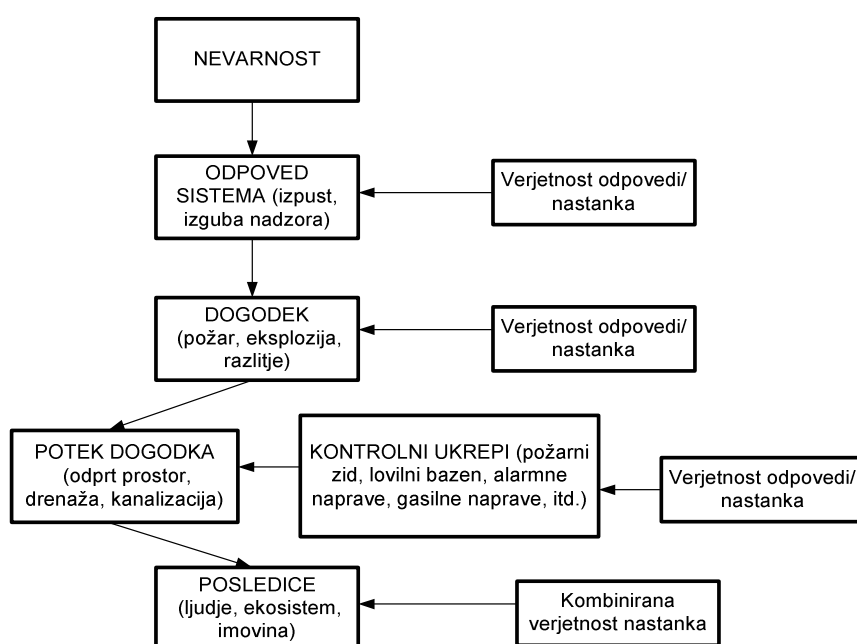 NEVARNOST
ODPOVED
SISTEMA (izpust,
izguba nadzora)
Verjetnost odpovedi/
nastanka
DOGODEK
(požar, eksplozija,
razlitje)
Verjetnost odpovedi/
nastanka
POTEK DOGODKA
(odprt prostor,
drenaža, kanalizacija)
KONTROLNI UKREPI (požarni
zid, lovilni bazen, alarmne
naprave, gasilne naprave, itd.)
Verjetnost odpovedi/
nastanka
POSLEDICE
(ljudje, ekosistem,
imovina)
Kombinirana
verjetnost nastanka